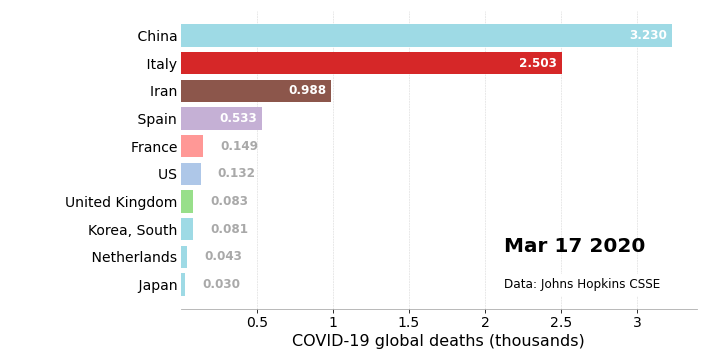 China 3.230
Italy 2.503
Iran 0.988
Spain 0.533
France 0.149
US 0.132
United Kingdom 0.083
Korea, South 0.081
Netherlands 0.043
Japan 0.030
Mar 17 2020
Data: Johns Hopkins CSSE
0.5 1 1.5 2 2.5 3
COVID-19 global deaths (thousands)